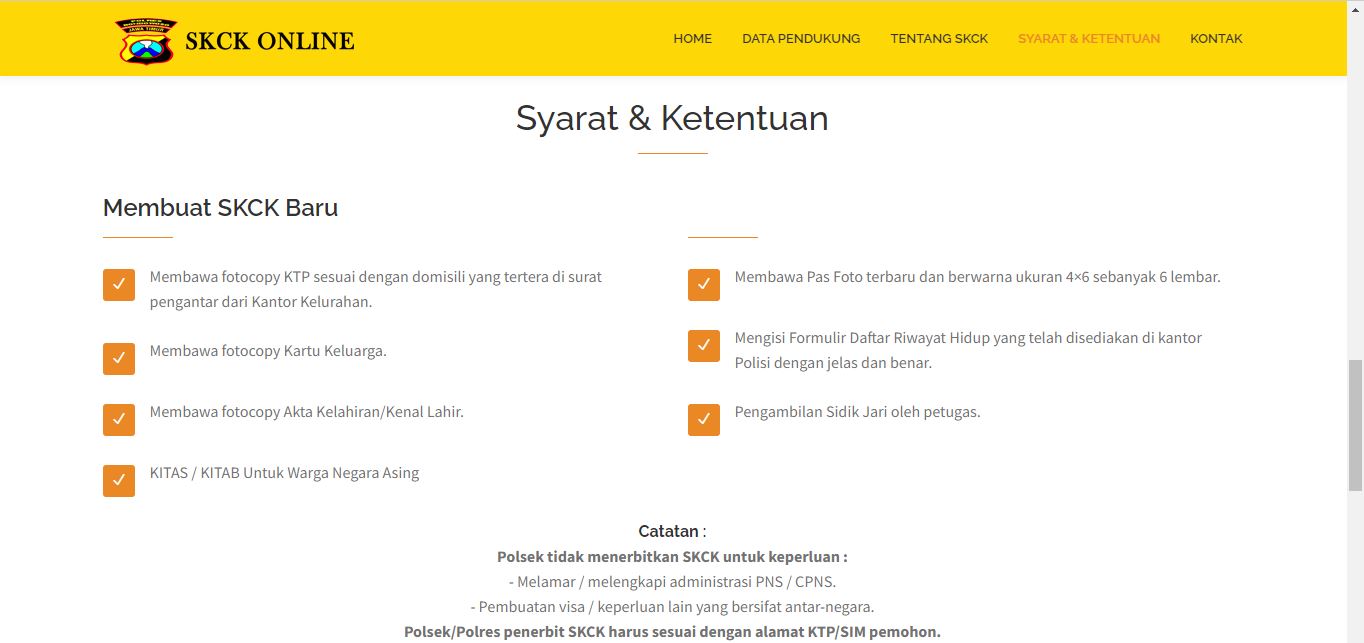 POLRES
JAWA TIMUR
SKCK ONLINE
HOME
DATA PENDUKUNG
TENTANG SKCK
SYARAT & KETENTUAN
KONTAK
Syarat & Ketentuan
Membuat SKCK Baru
Membawa fotocopy KTP sesuai dengan domisili yang tertera di surat
pengantar dari Kantor Kelurahan.
Membawa fotocopy Kartu Keluarga.
Membawa fotocopy Akta Kelahiran/Kenal Lahir.
KITAS / KITAB Untuk Warga Negara Asing
Membawa Pas Foto terbaru dan berwarna ukuran 4×6 sebanyak 6 lembar.
Mengisi Formulir Daftar Riwayat Hidup yang telah disediakan di kantor
Polisi dengan jelas dan benar.
Pengambilan Sidik Jari oleh petugas.
Catatan :
Polsek tidak menerbitkan SKCK untuk keperluan :
- Melamar / melengkapi administrasi PNS / CPNS.
- Pembuatan visa / keperluan lain yang bersifat antar-negara.
Polsek/Polres penerbit SKCK harus sesuai dengan alamat KTP/SIM pemohon.